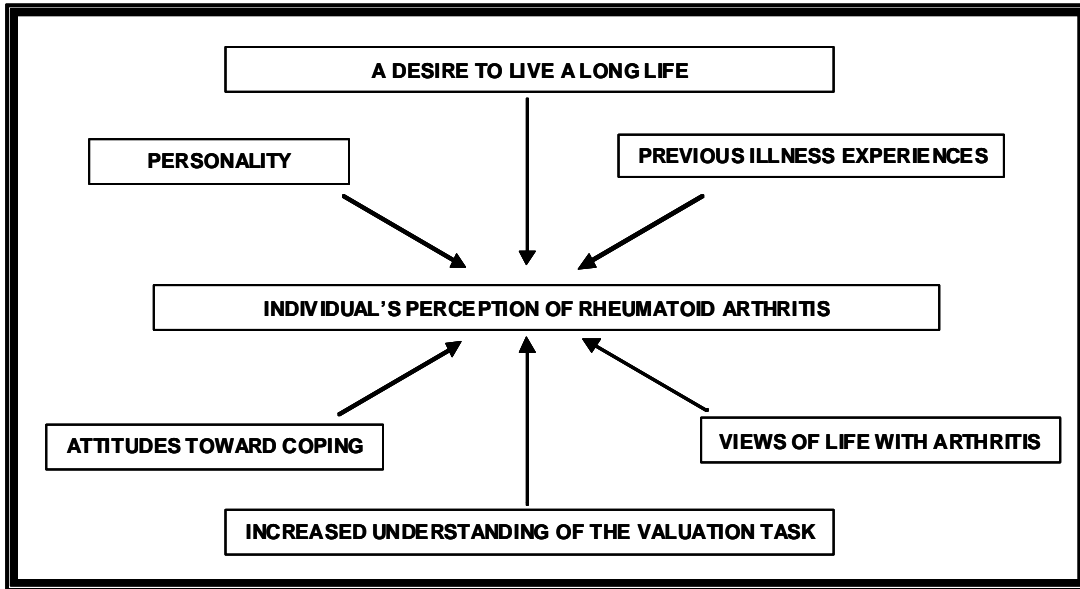 A DESIRE TO LIVE A LONG LIFE
PERSONALITY
PREVIOUS ILLNESS EXPERIENCES
INDIVIDUAL’S PERCEPTION OF RHEUMATOID ARTHRITIS
ATTITUDES TOWARD COPING
VIEWS OF LIFE WITH ARTHRITIS
INCREASED UNDERSTANDING OF THE VALUATION TASK